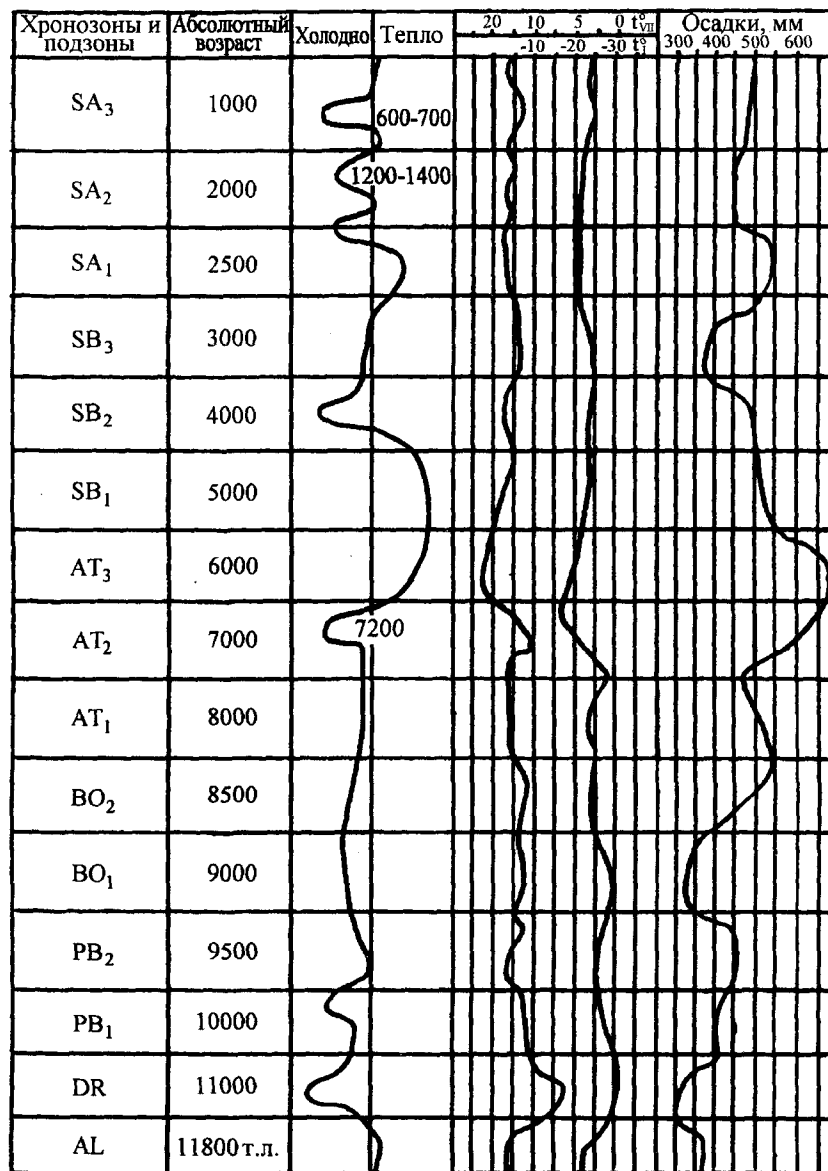 Хронозоны и подзоны
Абсолютный возраст
Холодно
Тепло
20 10 5 0 t°VII
-10 -20 -30 t°I
Осадки, мм
300 400 500 600
SA3 1000 600-700
SA2 2000 1200-1400
SA1 2500
SB3 3000
SB2 4000
SB1 5000
AT3 6000
AT2 7000 7200
AT1 8000
BO2 8500
BO1 9000
PB2 9500
PB1 10000
DR 11000
AL 11800 т.л.